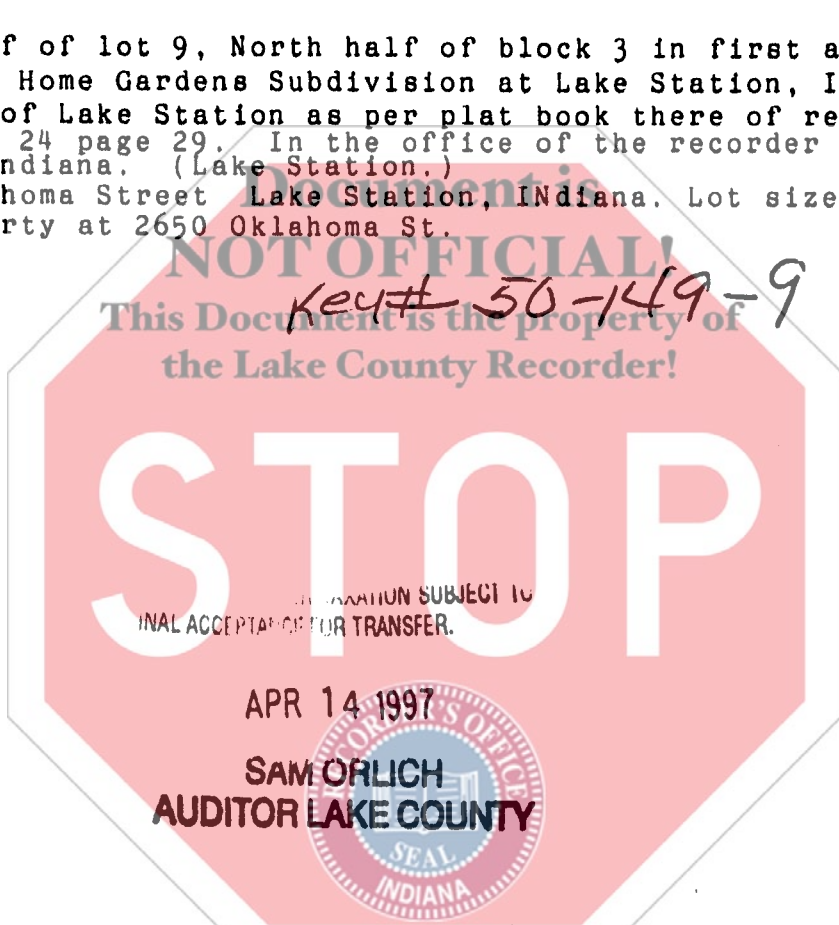 f of lot 9, North half of block 3 in first a
Home Gardens Subdivision at Lake Station, I
of Lake Station as per plat book there of re
24 page 29. In the office of the recorder
ndiana. (Lake Station.)
homa Street Lake Station, INdiana. Lot size
rty at 2650 Oklahoma St.
Document is
NOT OFFICIAL!
Key# 50-149-9
This Document is the property of
the Lake County Recorder!
STOP
SUBJECT TO
INAL ACCEPTANCE FOR TRANSFER.
APR 14 1997
SAM ORLICH
AUDITOR LAKE COUNTY
RECORDER'S OFFICE
SEAL
INDIANA